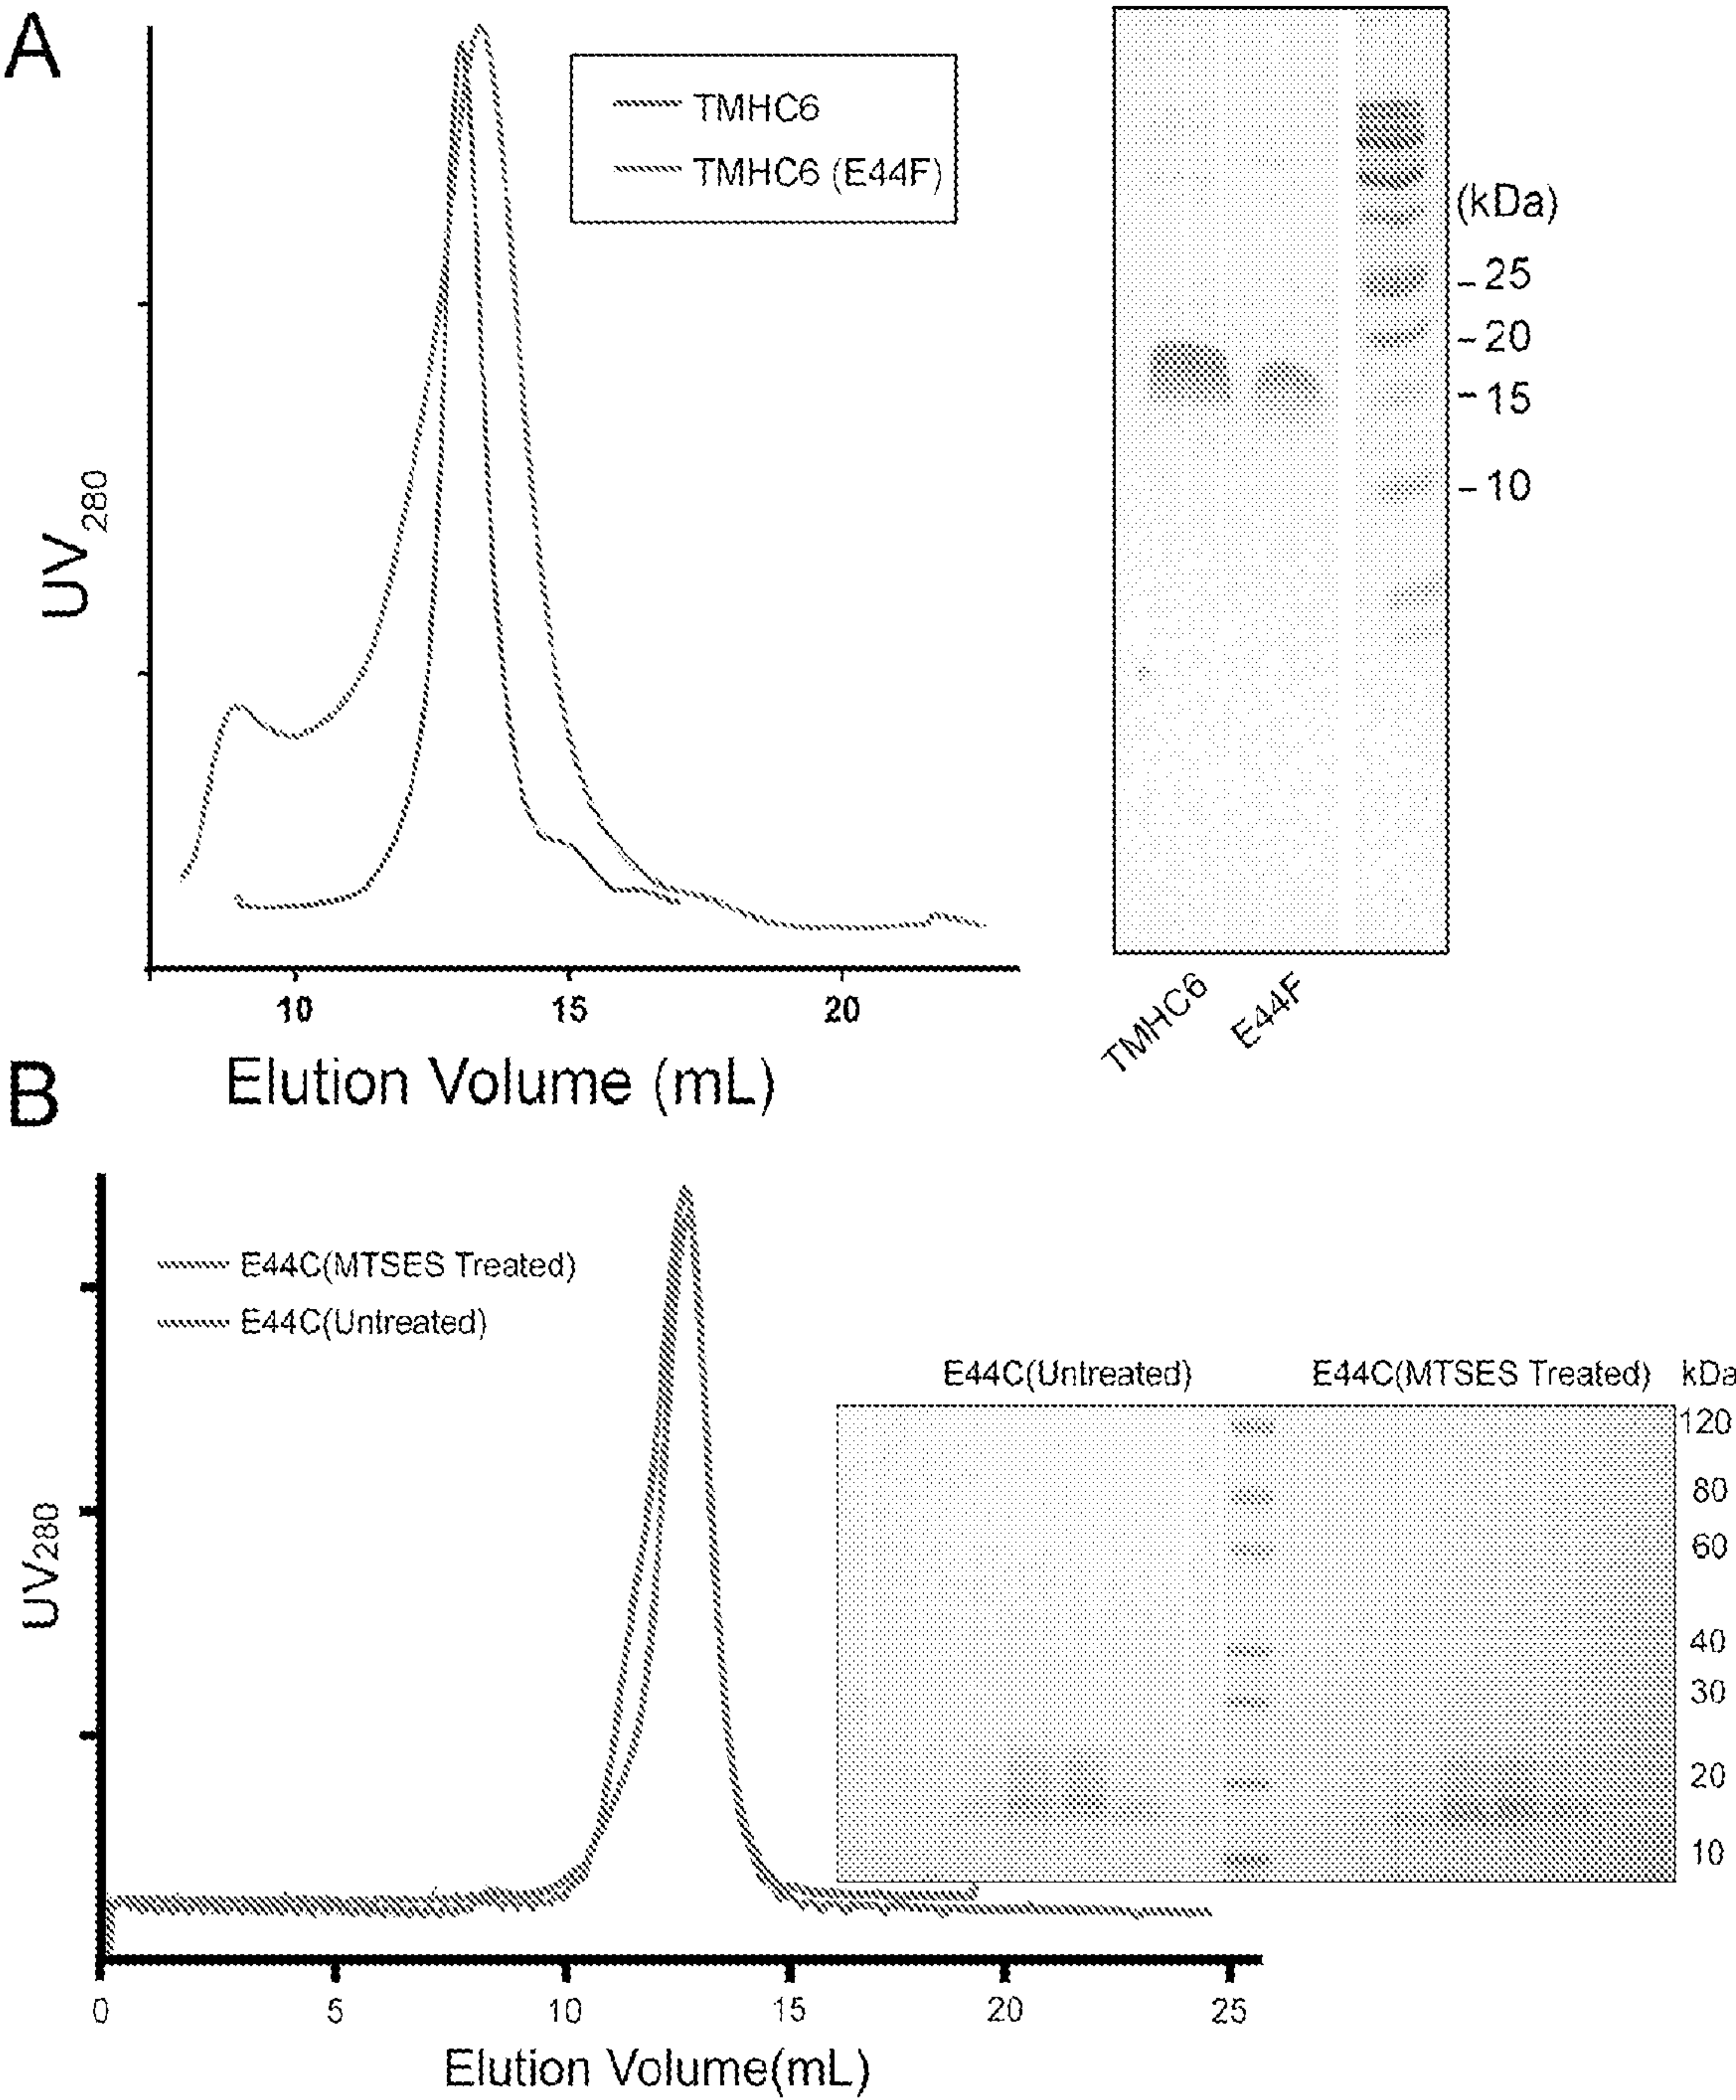 A
TMHC6
TMHC6 (E44F)
UV280
10
15
20
Elution Volume (mL)
(kDa)
25
20
15
10
TMHC6
E44F
B
E44C(MTSES Treated)
E44C(Untreated)
UV280
0
5
10
15
20
25
Elution Volume(mL)
E44C(Untreated) E44C(MTSES Treated) kDa
120
80
60
40
30
20
10